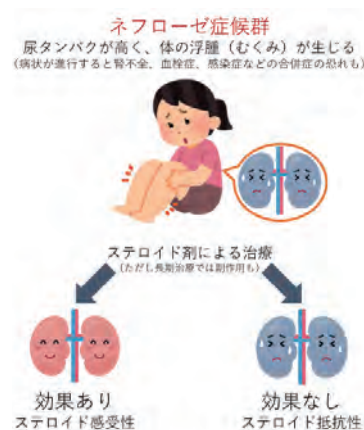 ネフローゼ症候群
尿タンパクが高く、体の浮腫（むくみ）が生じる
（病状が進行すると腎不全、血栓症、感染症などの合併症の恐れも）
ステロイド剤による治療
（ただし長期治療では副作用も）
効果あり
ステロイド感受性
効果なし
ステロイド抵抗性